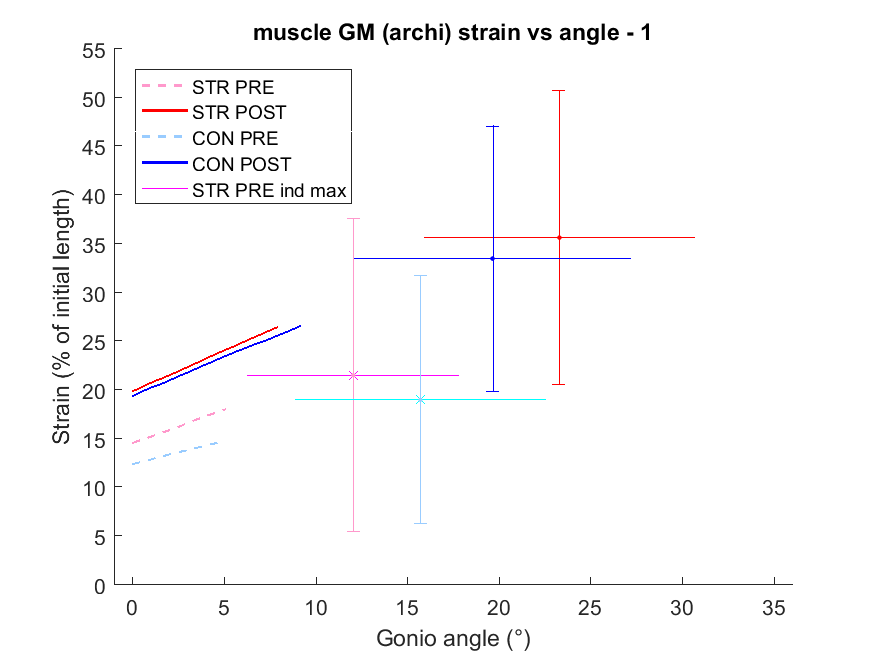 muscle GM (archi) strain vs angle - 1
55
50
45
40
35
30
25
20
15
10
5
0
Strain (% of initial length)
STR PRE
STR POST
CON PRE
CON POST
STR PRE ind max
0 5 10 15 20 25 30 35
Gonio angle (°)